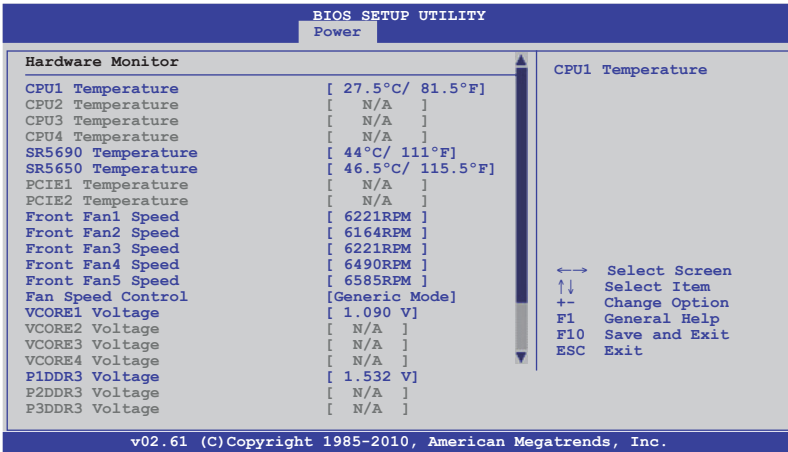 BIOS SETUP UTILITY
Power
Hardware Monitor
CPU1 Temperature [ 27.5°C/ 81.5°F]
CPU2 Temperature [ N/A ]
CPU3 Temperature [ N/A ]
CPU4 Temperature [ N/A ]
SR5690 Temperature [ 44°C/ 111°F]
SR5650 Temperature [ 46.5°C/ 115.5°F]
PCIE1 Temperature [ N/A ]
PCIE2 Temperature [ N/A ]
Front Fan1 Speed [ 6221RPM ]
Front Fan2 Speed [ 6164RPM ]
Front Fan3 Speed [ 6221RPM ]
Front Fan4 Speed [ 6490RPM ]
Front Fan5 Speed [ 6585RPM ]
Fan Speed Control [Generic Mode]
VCORE1 Voltage [ 1.090 V]
VCORE2 Voltage [ N/A ]
VCORE3 Voltage [ N/A ]
VCORE4 Voltage [ N/A ]
P1DDR3 Voltage [ 1.532 V]
P2DDR3 Voltage [ N/A ]
P3DDR3 Voltage [ N/A ]
CPU1 Temperature
←→ Select Screen
↑↓ Select Item
+- Change Option
F1 General Help
F10 Save and Exit
ESC Exit
v02.61 (C)Copyright 1985-2010, American Megatrends, Inc.